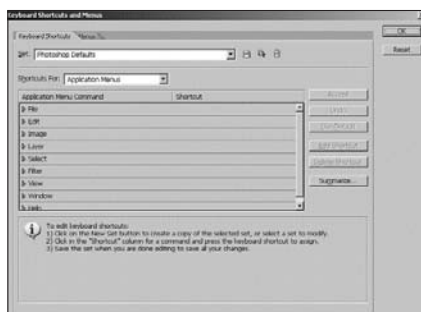 Keyboard Shortcuts and Menus
Keyboard Shortcuts Menus
OK
Set: Photoshop Defaults
Reset
Shortcuts For: Application Menus
Application Menu Command Shortcut
Accept
File
Undo
Edit
Use Default
Image
Layer
Edit Shortcut
Select
Delete Shortcut
Filter
View
Summarize...
Window
Help
To edit keyboard shortcuts:
1) Click on the New Set button to create a copy of the selected set, or select a set to modify.
2) Click in the "Shortcut" column for a command and press the keyboard shortcut to assign.
3) Save the set when you are done editing to save all your changes.